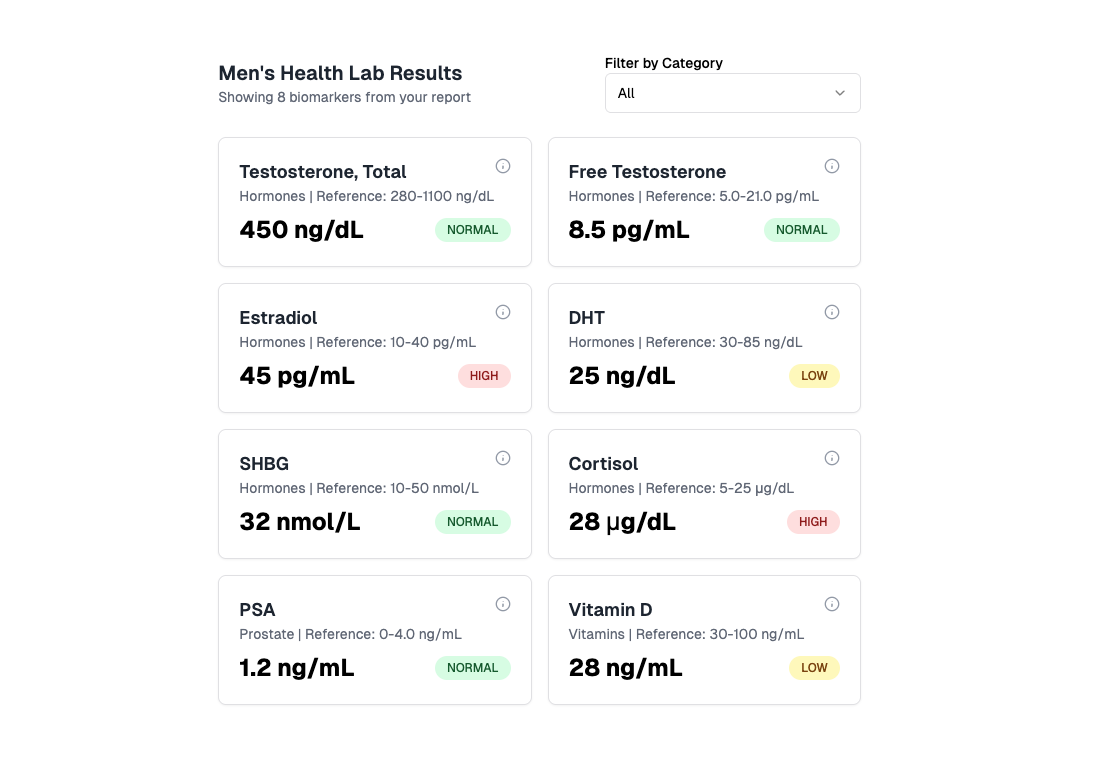 Men's Health Lab Results
Showing 8 biomarkers from your report
Filter by Category
All
Testosterone, Total
Hormones | Reference: 280-1100 ng/dL
450 ng/dL
NORMAL
Free Testosterone
Hormones | Reference: 5.0-21.0 pg/mL
8.5 pg/mL
NORMAL
Estradiol
Hormones | Reference: 10-40 pg/mL
45 pg/mL
HIGH
DHT
Hormones | Reference: 30-85 ng/dL
25 ng/dL
LOW
SHBG
Hormones | Reference: 10-50 nmol/L
32 nmol/L
NORMAL
Cortisol
Hormones | Reference: 5-25 µg/dL
28 µg/dL
HIGH
PSA
Prostate | Reference: 0-4.0 ng/mL
1.2 ng/mL
NORMAL
Vitamin D
Vitamins | Reference: 30-100 ng/mL
28 ng/mL
LOW